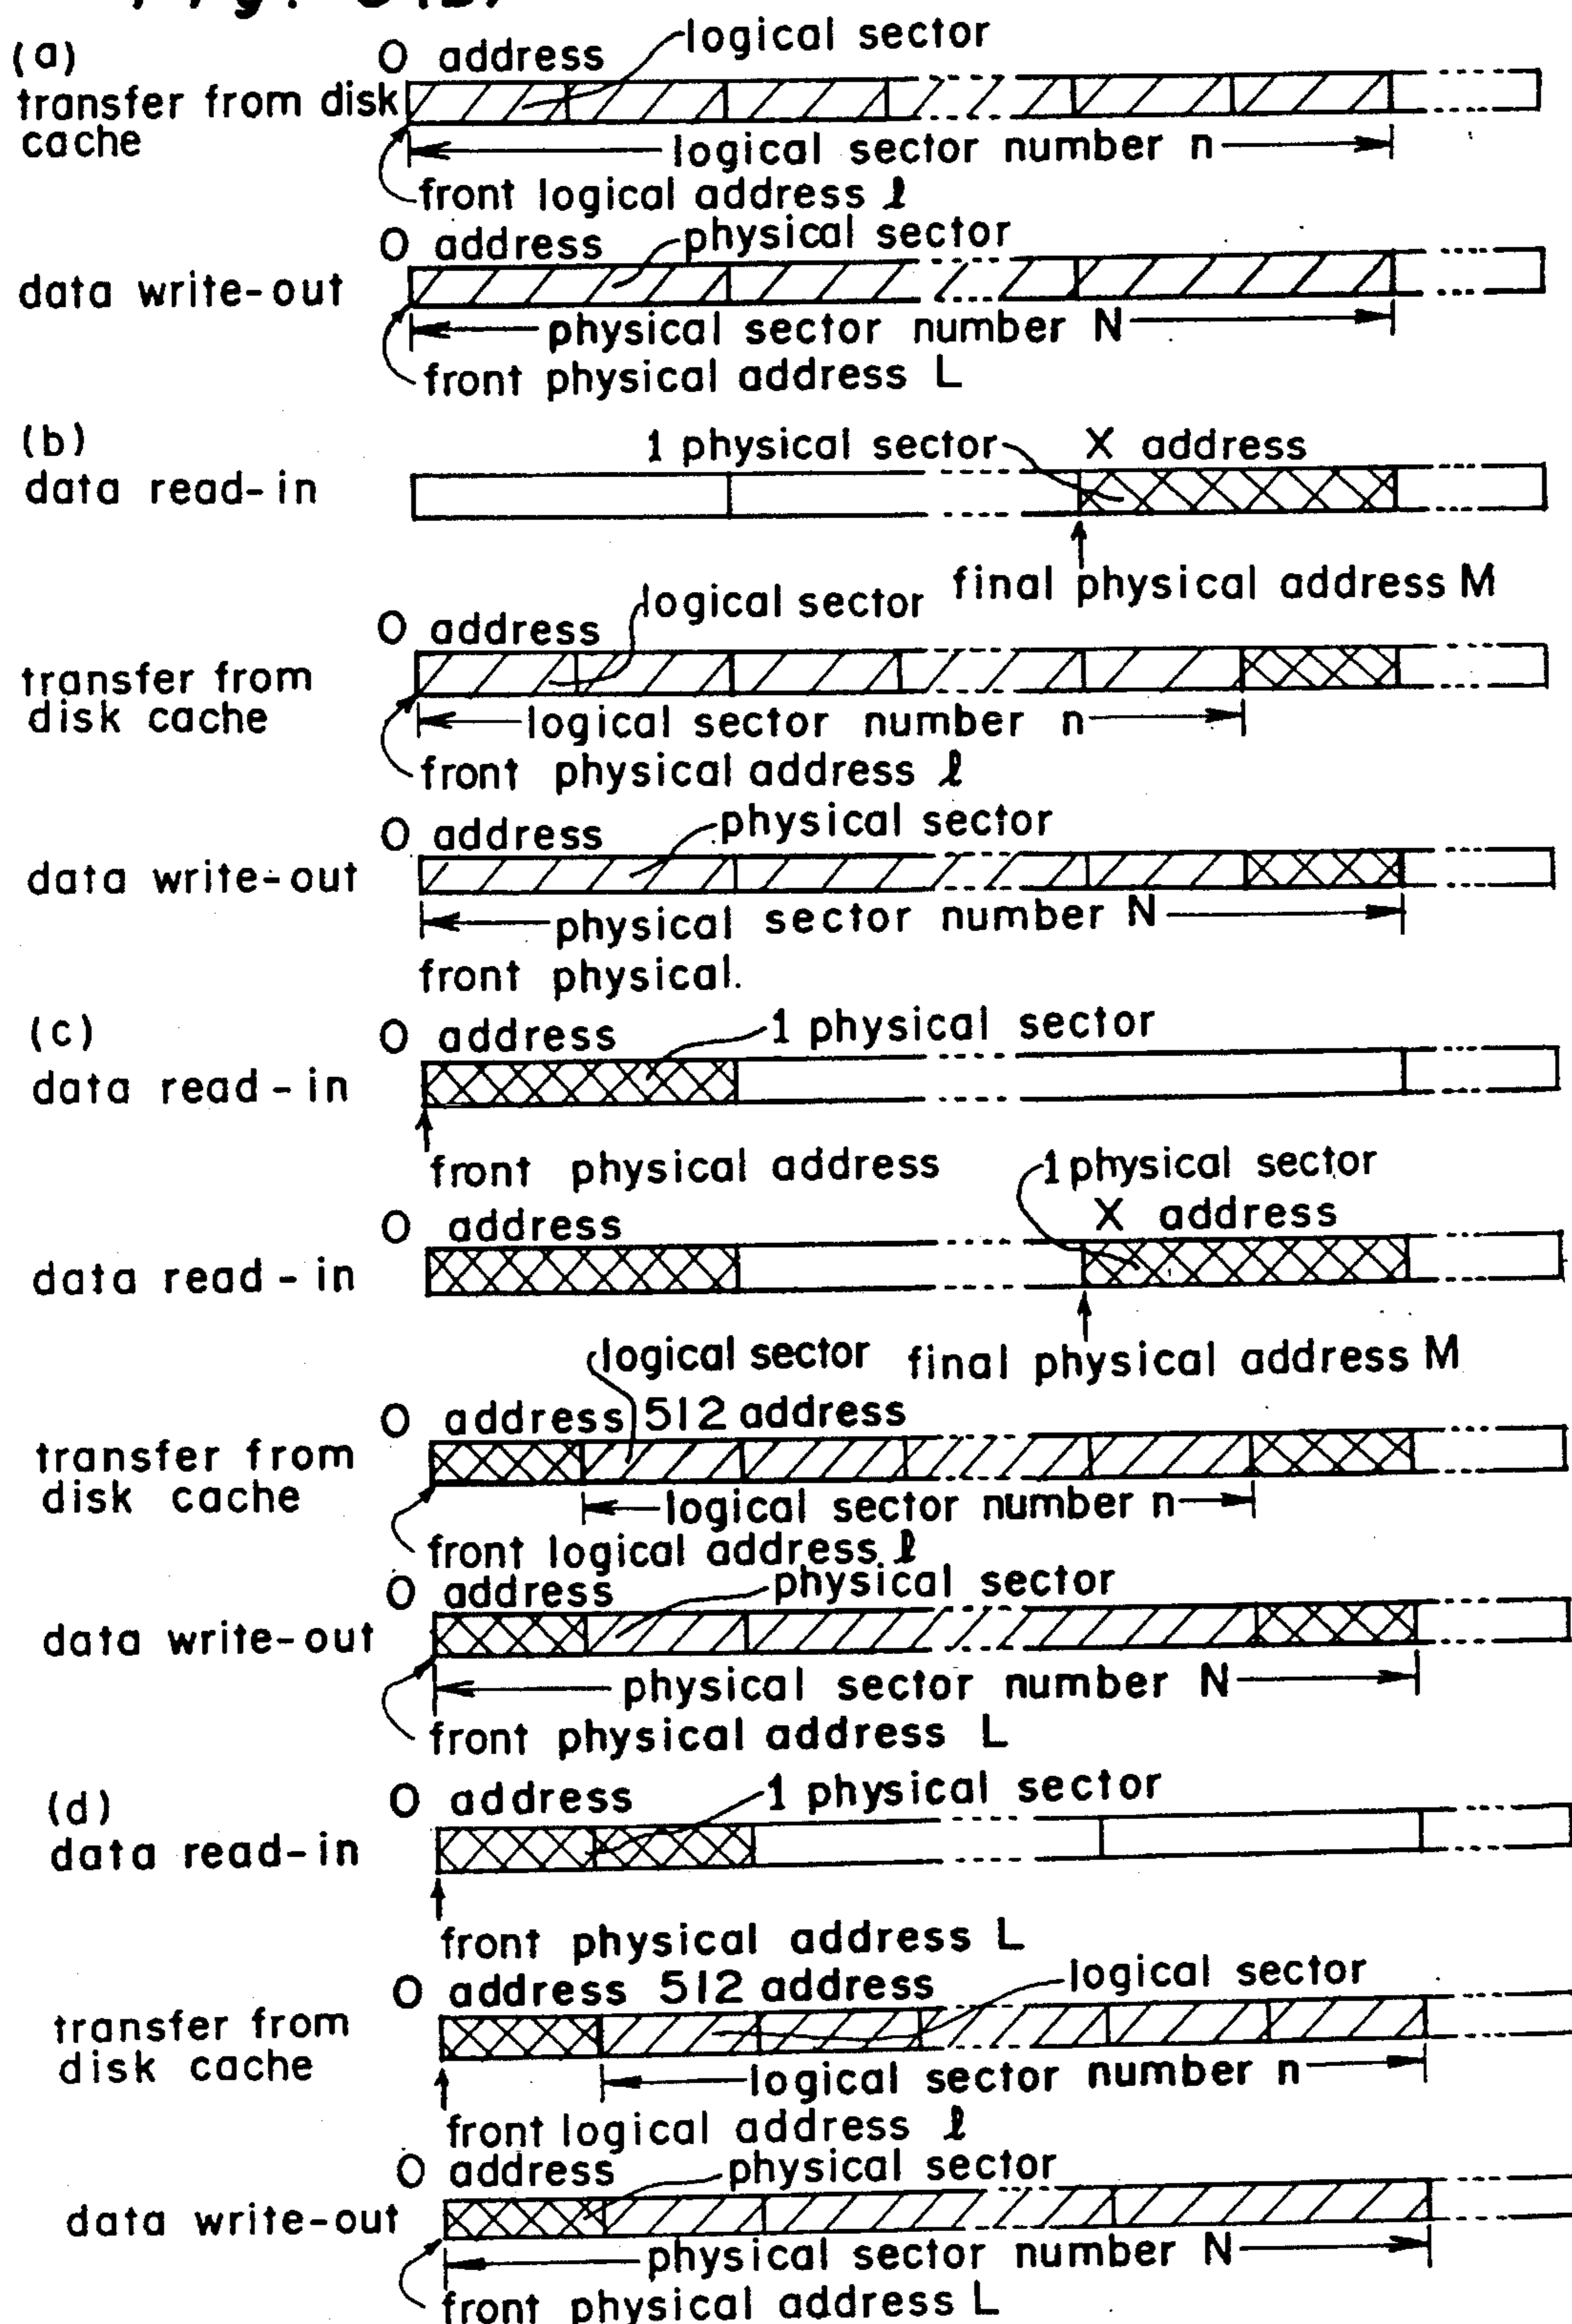 (a)
0 address
logical sector
transfer from disk
cache
logical sector number n
front logical address l
0 address
physical sector
data write-out
physical sector number N
front physical address L
(b)
1 physical sector
X address
data read-in
final physical address M
logical sector
0 address
transfer from
disk cache
logical sector number n
front physical address l
0 address
physical sector
data write-out
physical sector number N
front physical.
(c)
0 address
1 physical sector
data read-in
front physical address
1 physical sector
0 address
X address
data read-in
final physical address M
logical sector
0 address 512 address
transfer from
disk cache
logical sector number n
front logical address l
0 address
physical sector
data write-out
physical sector number N
front physical address L
(d)
0 address
1 physical sector
data read-in
front physical address L
0 address 512 address
logical sector
transfer from
disk cache
logical sector number n
front logical address l
0 address
physical sector
data write-out
physical sector number N
front physical address L